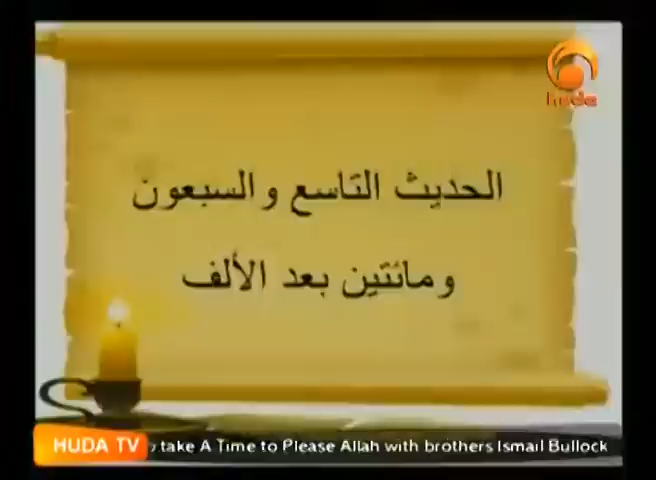 huda
الحديث التاسع والسبعون
ومائتين بعد الألف
HUDA TV take A Time to Please Allah with brothers Ismail Bullock